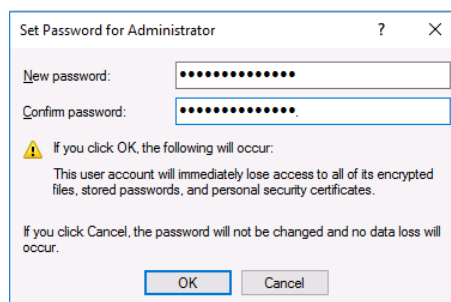 Set Password for Administrator
New password: ••••••••••••••
Confirm password: ••••••••••••••
If you click OK, the following will occur:
This user account will immediately lose access to all of its encrypted
files, stored passwords, and personal security certificates.
If you click Cancel, the password will not be changed and no data loss will
occur.
OK Cancel